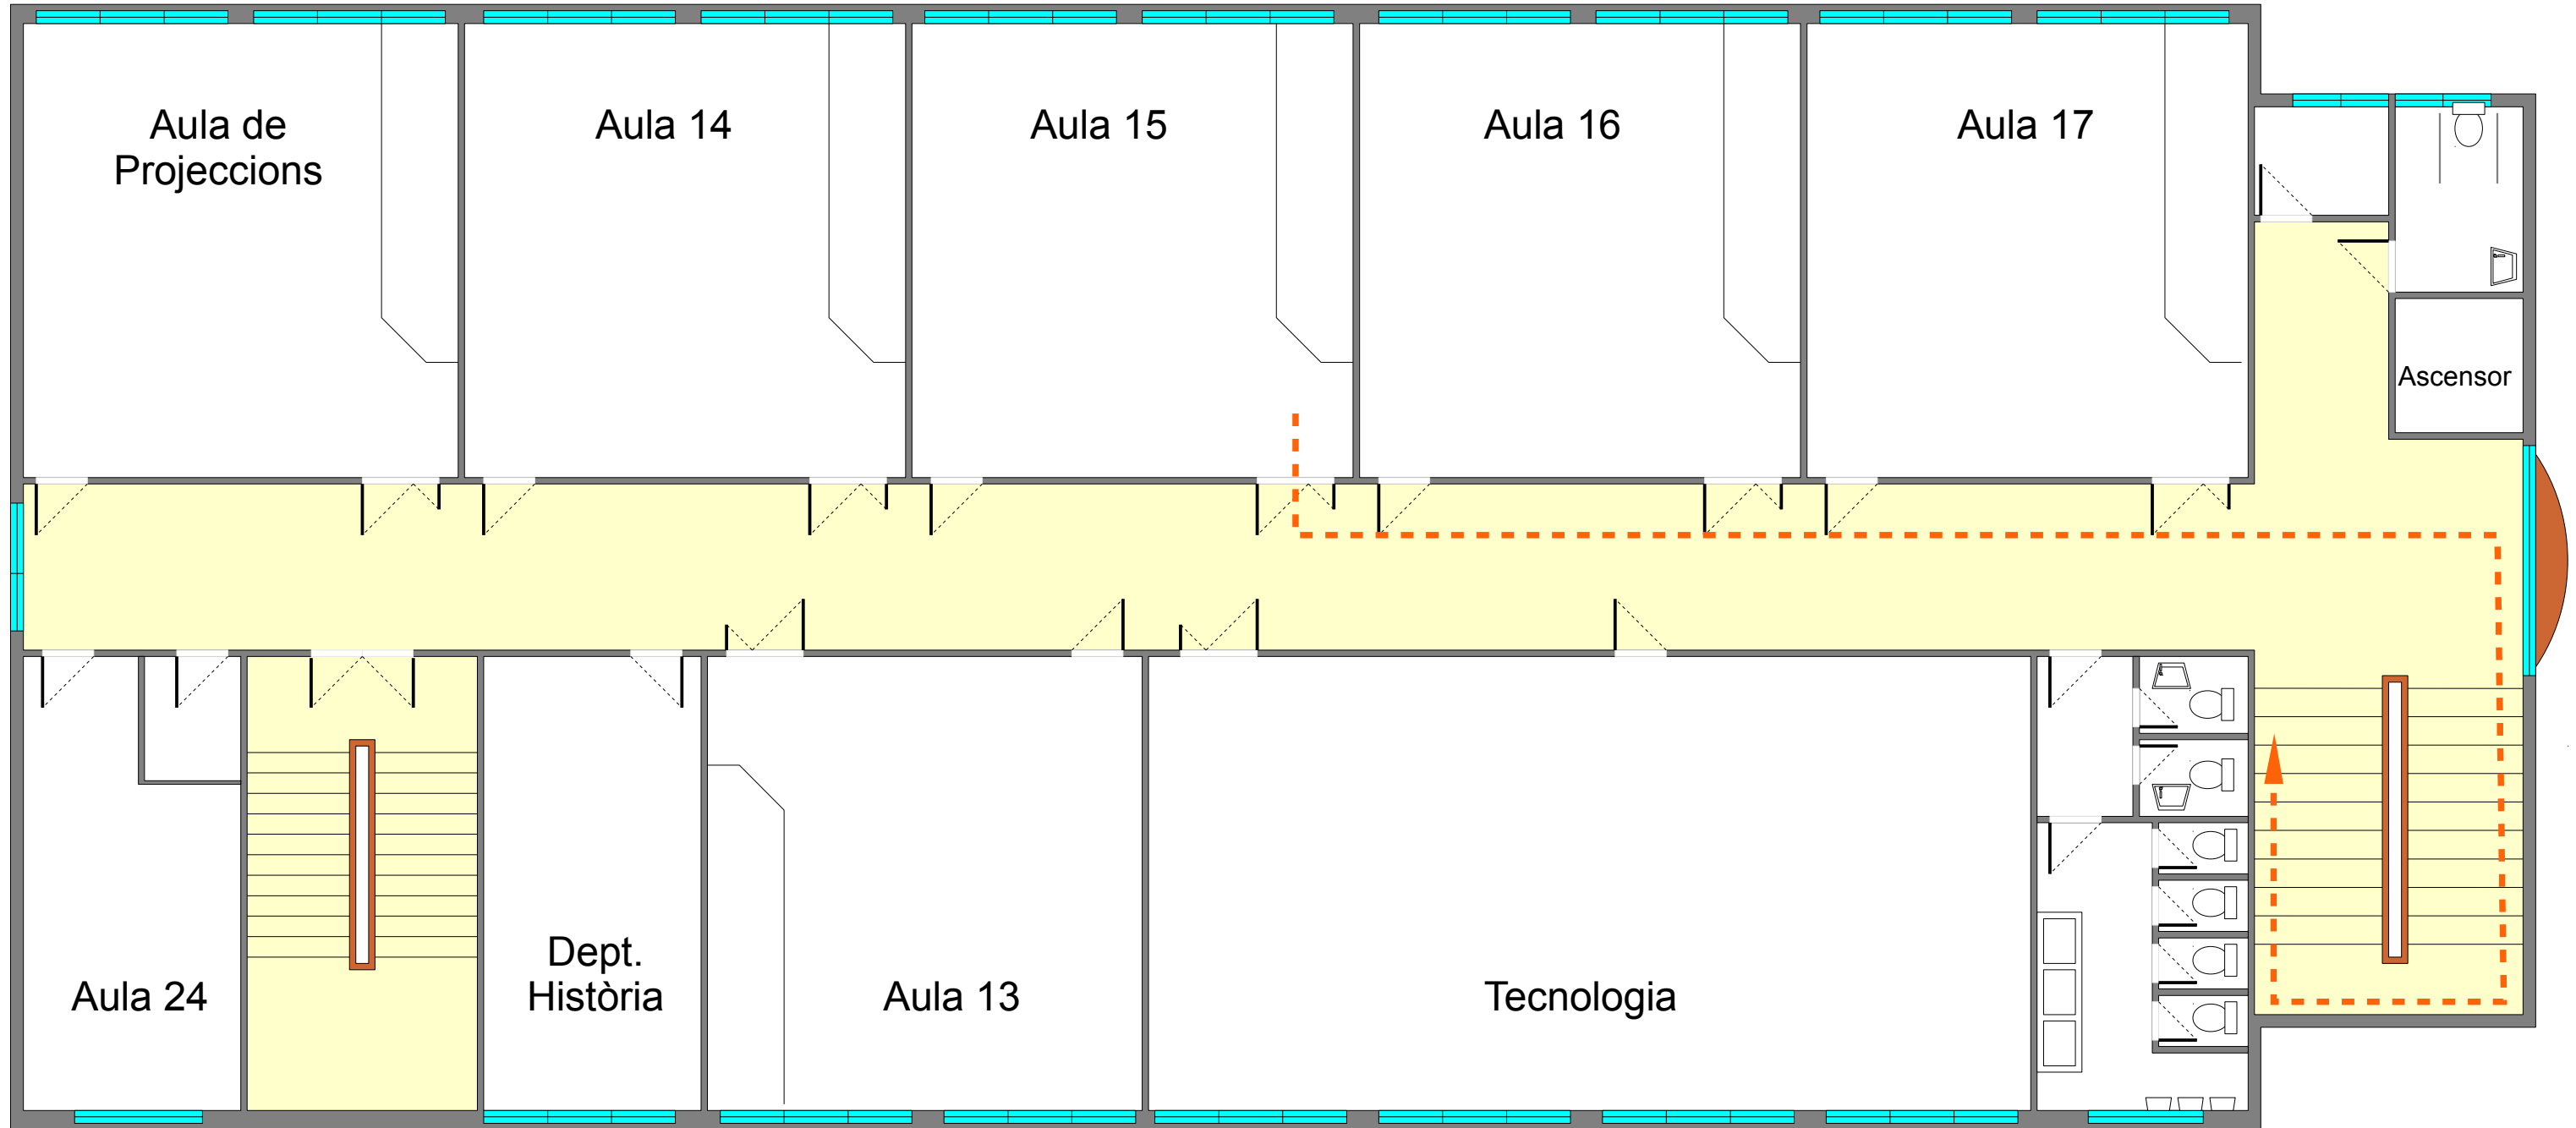 Aula de
Projeccions
Aula 14
Aula 15
Aula 16
Aula 17
Ascensor
Aula 24
Dept.
Història
Aula 13
Tecnologia